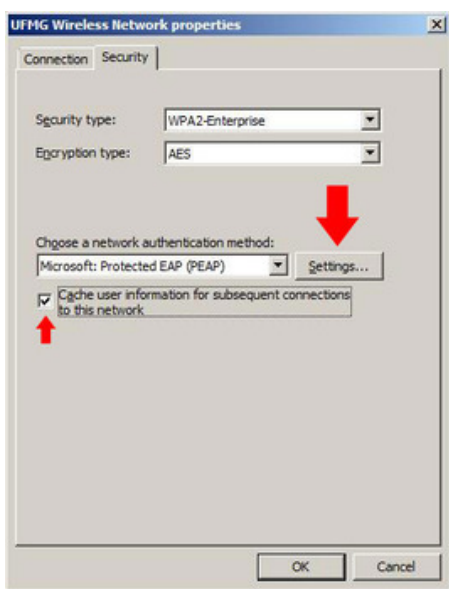 UFMG Wireless Network properties
Connection Security
Security type: WPA2-Enterprise
Encryption type: AES
Choose a network authentication method:
Microsoft: Protected EAP (PEAP) Settings...
Cache user information for subsequent connections
to this network
OK Cancel